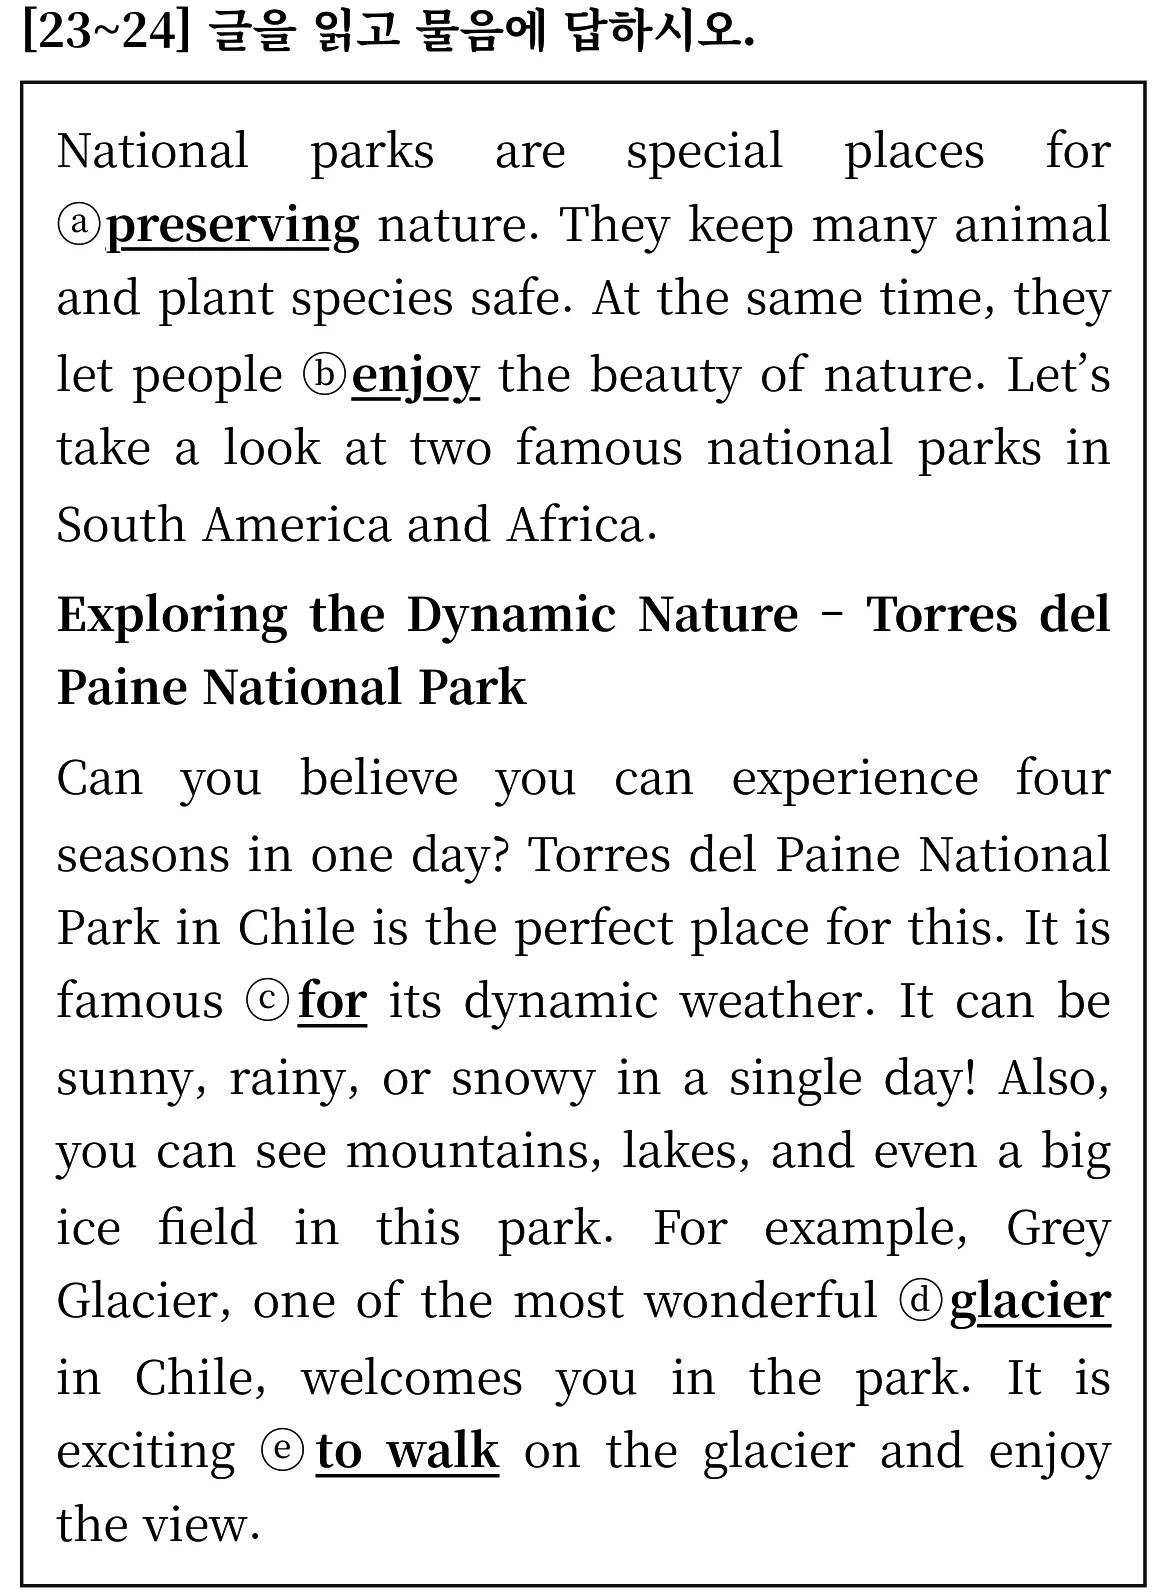 [23~24] 글을 읽고 물음에 답하시오.
National parks are special places for
ⓐpreserving nature. They keep many animal
and plant species safe. At the same time, they
let people ⓑenjoy the beauty of nature. Let’s
take a look at two famous national parks in
South America and Africa.
Exploring the Dynamic Nature – Torres del
Paine National Park
Can you believe you can experience four
seasons in one day? Torres del Paine National
Park in Chile is the perfect place for this. It is
famous ⓒfor its dynamic weather. It can be
sunny, rainy, or snowy in a single day! Also,
you can see mountains, lakes, and even a big
ice field in this park. For example, Grey
Glacier, one of the most wonderful ⓓglacier
in Chile, welcomes you in the park. It is
exciting ⓔto walk on the glacier and enjoy
the view.